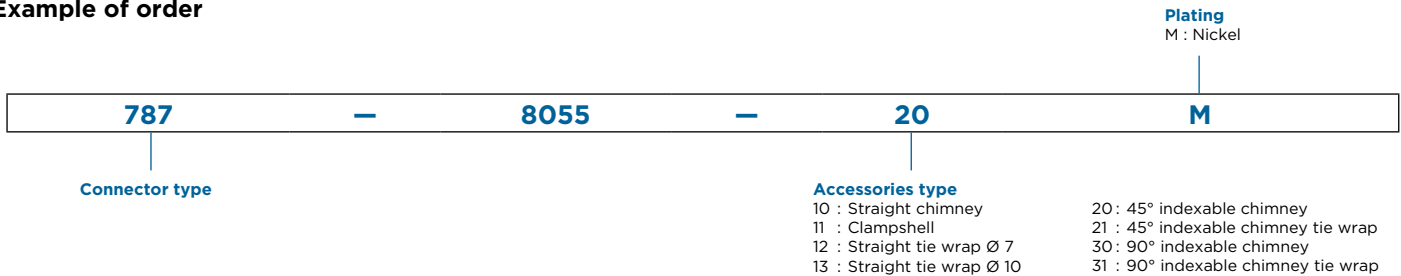 Example of order
Plating
M : Nickel
787 — 8055 — 20 M
Connector type
Accessories type
10 : Straight chimney
11 : Clampshell
12 : Straight tie wrap Ø 7
13 : Straight tie wrap Ø 10
20 : 45° indexable chimney
21 : 45° indexable chimney tie wrap
30 : 90° indexable chimney
31 : 90° indexable chimney tie wrap